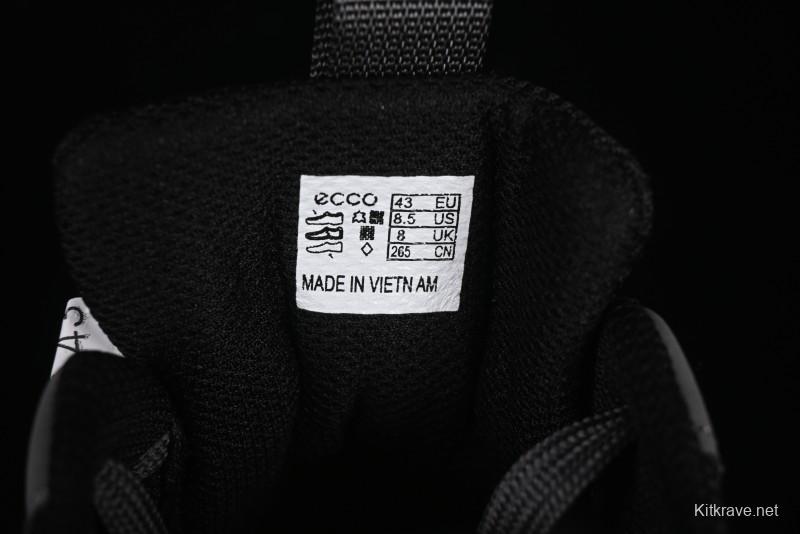 ecco
43 EU
8.5 US
8 UK
265 CN
MADE IN VIETN AM
Kitkrave.net